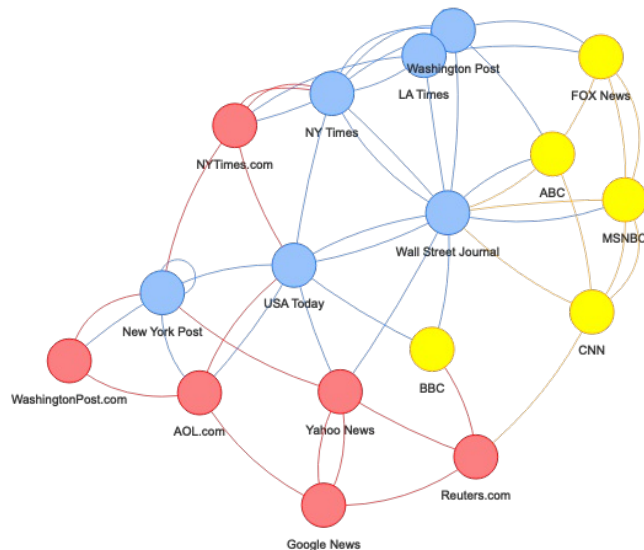 Washington Post
FOX News
LA Times
NY Times
NYTimes.com
ABC
MSNBC
Wall Street Journal
USA Today
New York Post
CNN
BBC
WashingtonPost.com
AOL.com
Yahoo News
Reuters.com
Google News